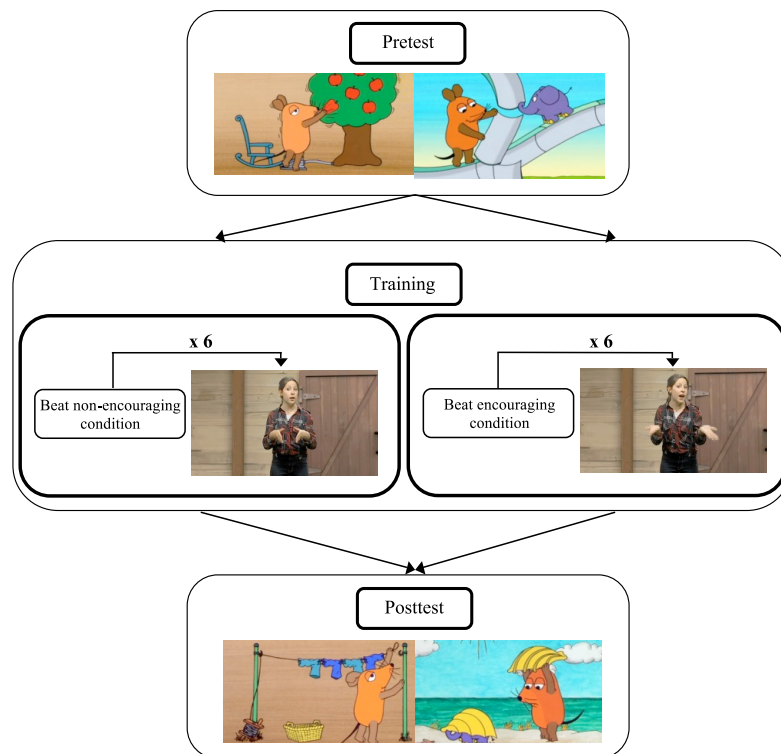 Pretest
Training
x 6
Beat non-encouraging
condition
x 6
Beat encouraging
condition
Posttest